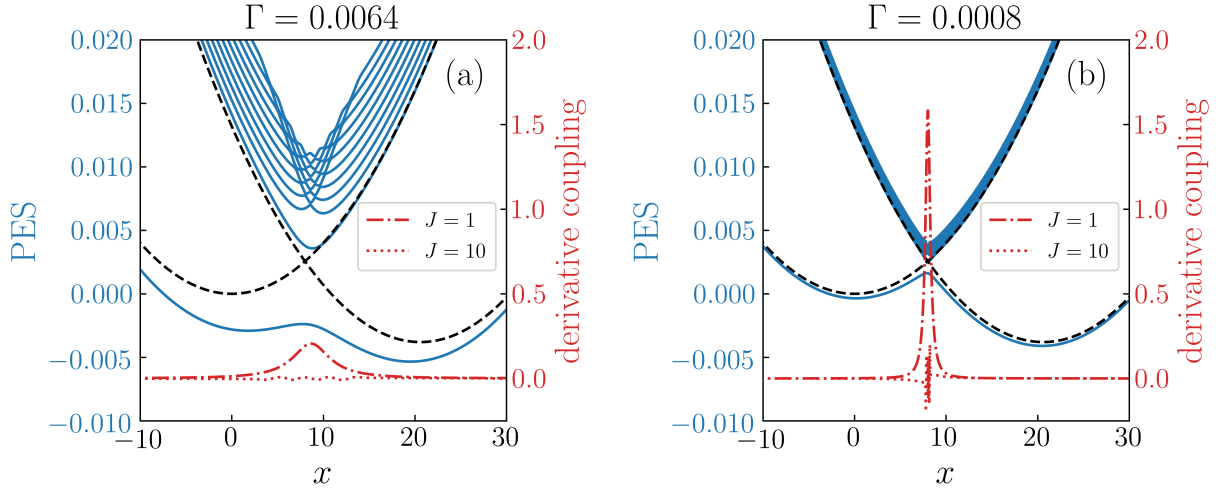 Γ = 0.0064
(a)
PES
0.020
0.015
0.010
0.005
0.000
−0.005
−0.010
−10
0
10
20
30
x
2.0
1.5
1.0
0.5
0.0
derivative coupling
J = 1
J = 10
Γ = 0.0008
(b)
PES
0.020
0.015
0.010
0.005
0.000
−0.005
−0.010
−10
0
10
20
30
x
2.0
1.5
1.0
0.5
0.0
derivative coupling
J = 1
J = 10